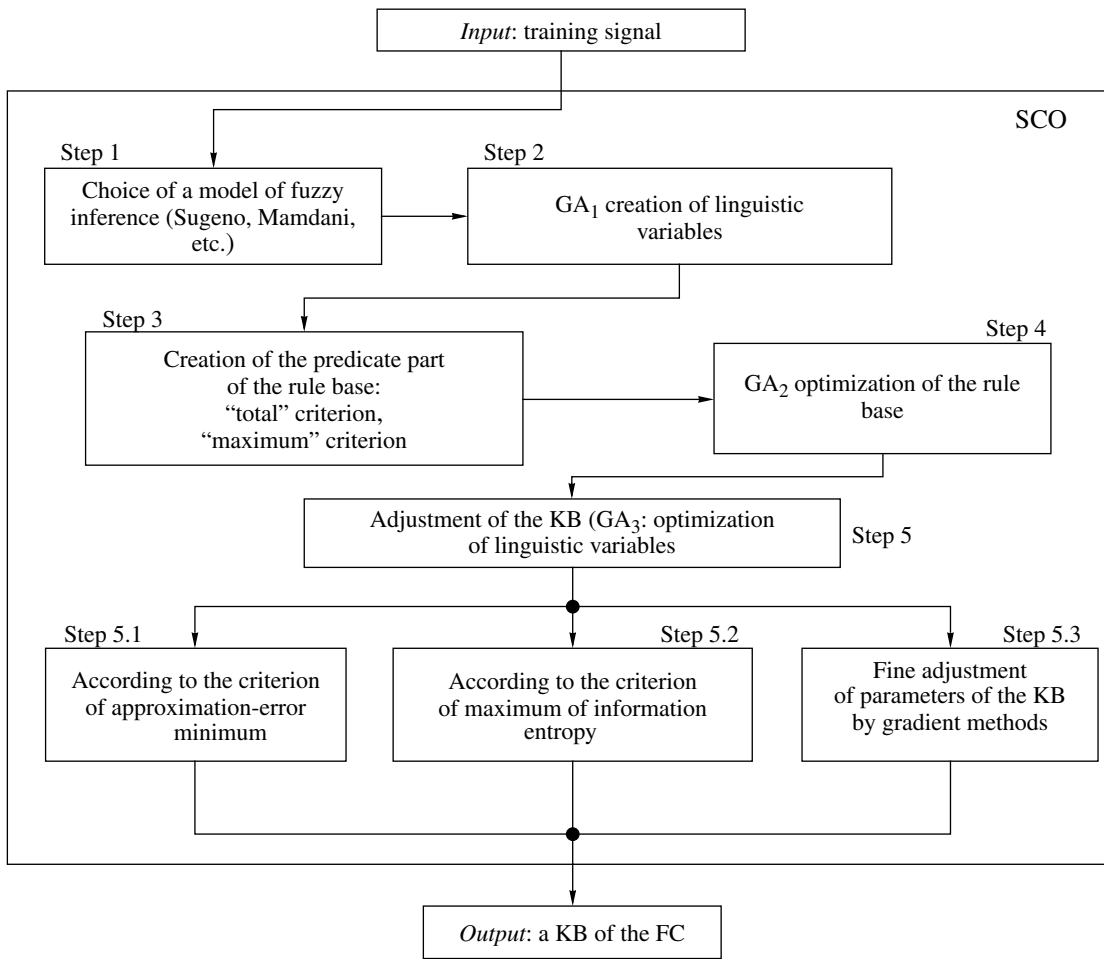 Input: training signal
SCO
Step 1
Choice of a model of fuzzy
inference (Sugeno, Mamdani,
etc.)
Step 2
GA₁ creation of linguistic
variables
Step 3
Creation of the predicate part
of the rule base:
“total” criterion,
“maximum” criterion
Step 4
GA₂ optimization of the rule
base
Adjustment of the KB (GA₃: optimization
of linguistic variables
Step 5
Step 5.1
According to the criterion
of approximation-error
minimum
Step 5.2
According to the criterion
of maximum of information
entropy
Step 5.3
Fine adjustment
of parameters of the KB
by gradient methods
Output: a KB of the FC